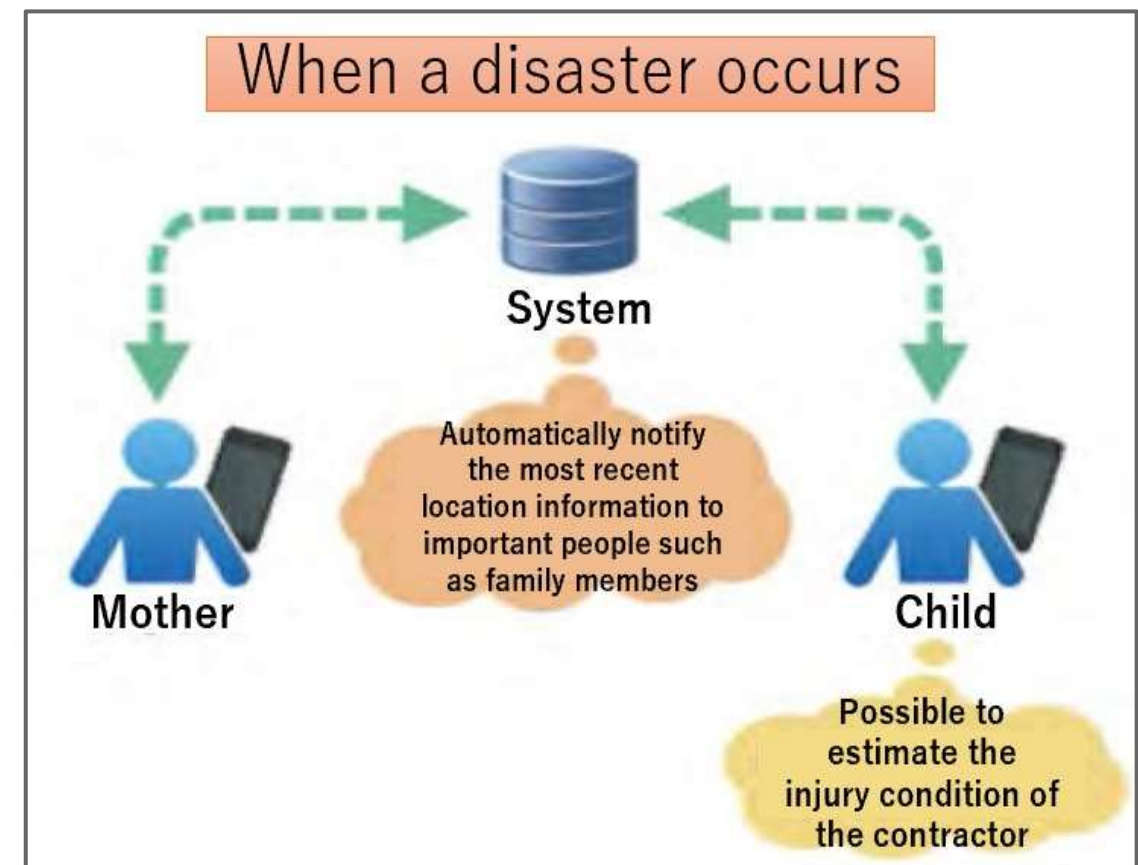 When a disaster occurs
System
Automatically notify
the most recent
location information to
important people such
as family members
Mother
Child
Possible to
estimate the
injury condition of
the contractor